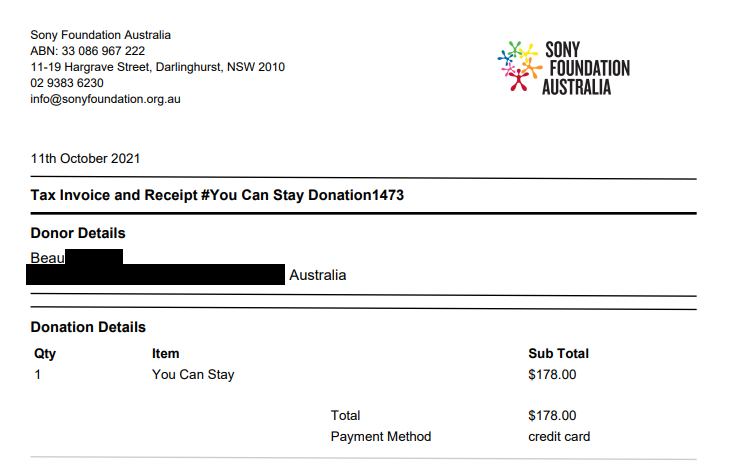 Sony Foundation Australia
ABN: 33 086 967 222
11-19 Hargrave Street, Darlinghurst, NSW 2010
02 9383 6230
info@sonyfoundation.org.au
SONY
FOUNDATION
AUSTRALIA
11th October 2021
Tax Invoice and Receipt #You Can Stay Donation1473
Donor Details
Beau
Australia
Donation Details
Qty Item Sub Total
1 You Can Stay $178.00
Total $178.00
Payment Method credit card